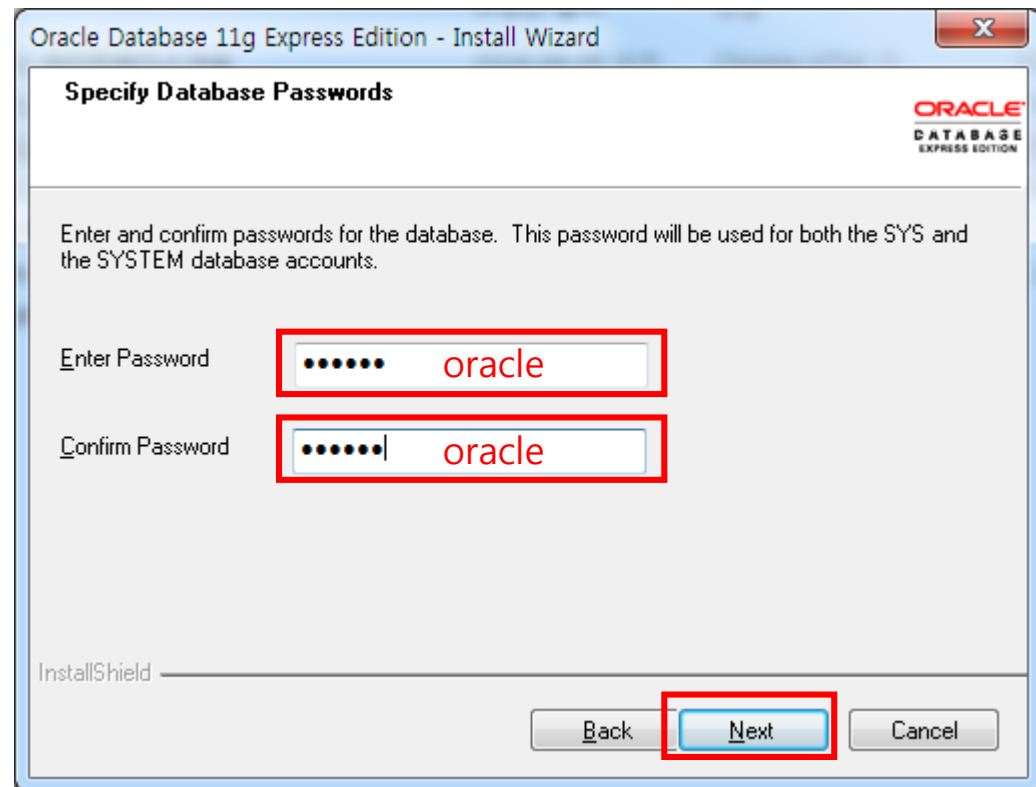 Oracle Database 11g Express Edition - Install Wizard
Specify Database Passwords
ORACLE
DATABASE
EXPRESS EDITION
Enter and confirm passwords for the database. This password will be used for both the SYS and
the SYSTEM database accounts.
Enter Password
•••••• oracle
Confirm Password
•••••• oracle
InstallShield
Back Next Cancel